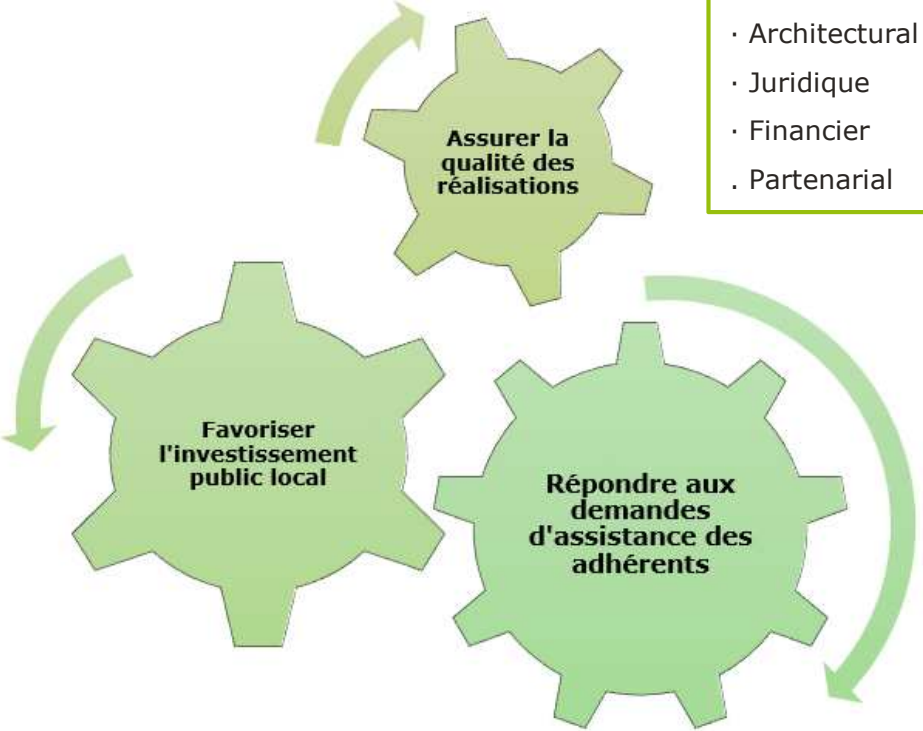 · Architectural
· Juridique
· Financier
. Partenarial
Assurer la
qualité des
réalisations
Favoriser
l'investissement
public local
Répondre aux
demandes
d'assistance des
adhérents